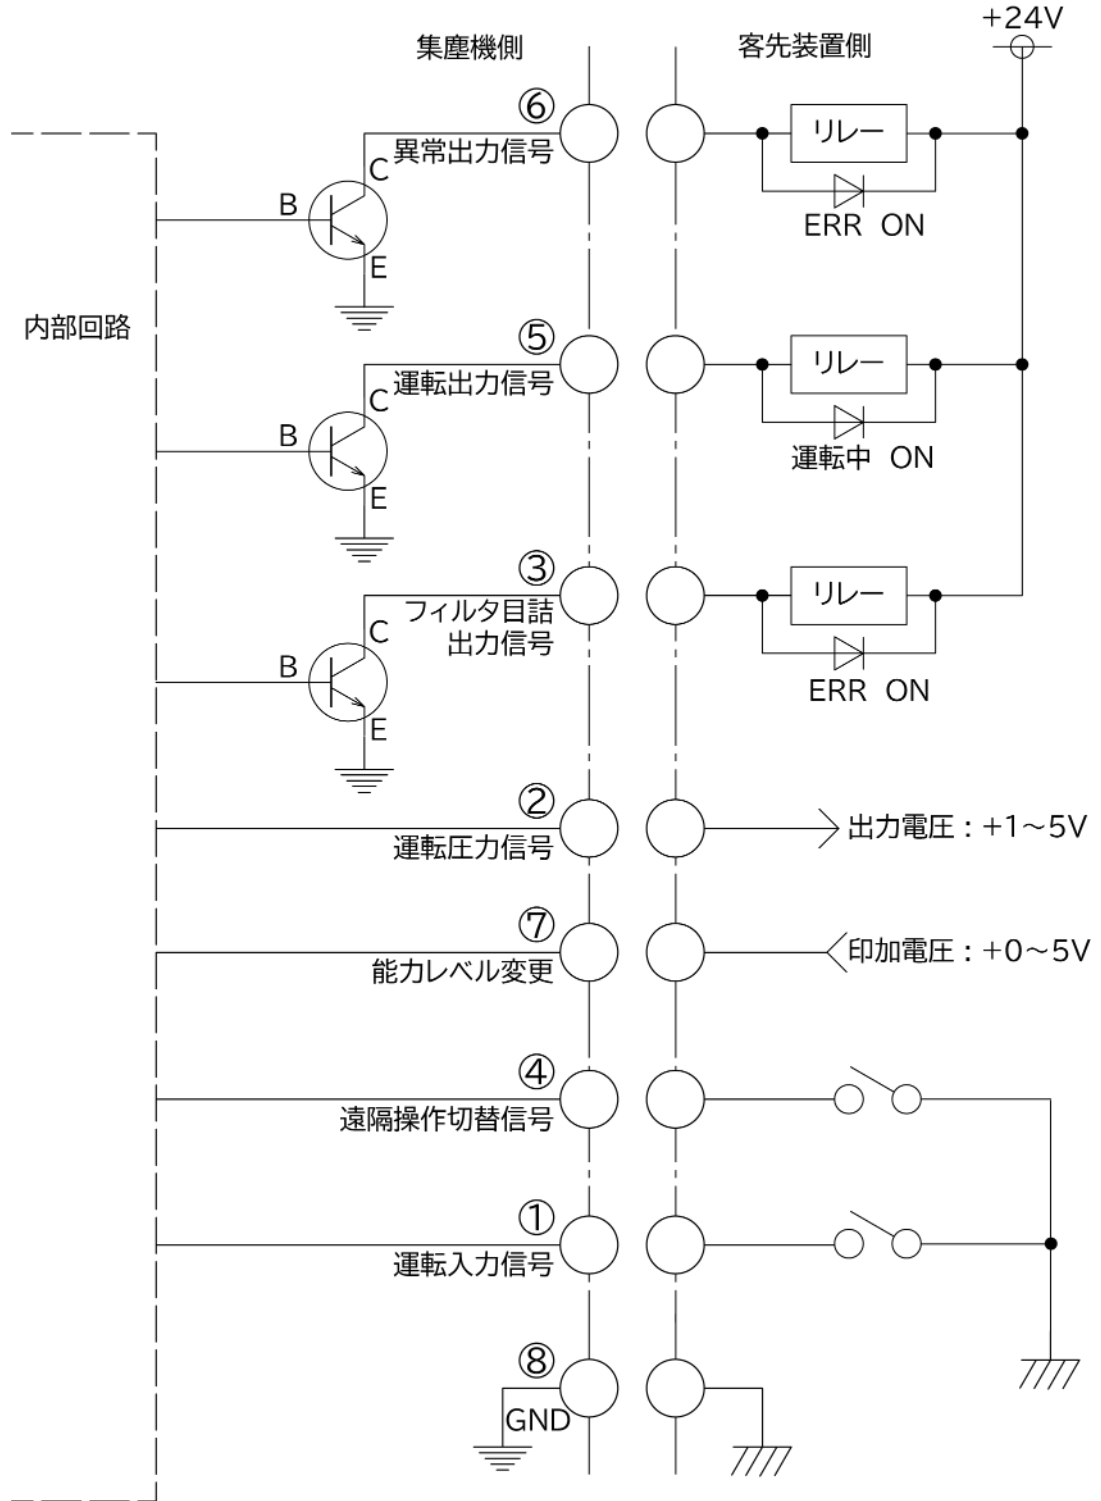 +24V
集塵機側
客先装置側
⑥
異常出力信号
リレー
C
B
E
ERR ON
内部回路
⑤
運転出力信号
リレー
C
B
E
運転中 ON
③
フィルタ目詰
出力信号
リレー
C
B
E
ERR ON
②
運転圧力信号
出力電圧：+1～5V
⑦
能力レベル変更
印加電圧：+0～5V
④
遠隔操作切替信号
①
運転入力信号
⑧
GND